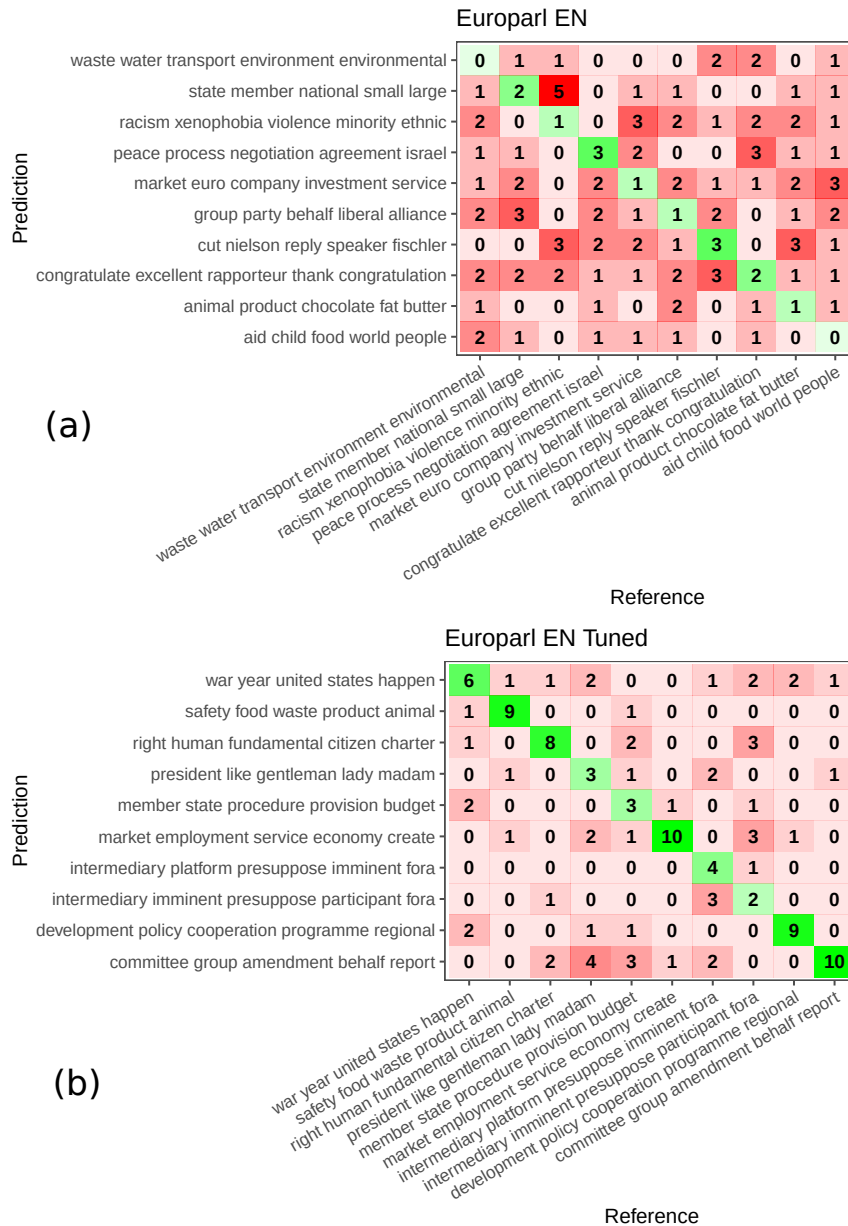 Europarl EN
waste water transport environment environmental 0 1 1 0 0 0 2 2 0 1
state member national small large 1 2 5 0 1 1 0 0 1 1
racism xenophobia violence minority ethnic 2 0 1 0 3 2 1 2 2 1
peace process negotiation agreement israel 1 1 0 3 2 0 0 3 1 1
market euro company investment service 1 2 0 2 1 2 1 1 2 3
group party behalf liberal alliance 2 3 0 2 1 1 2 0 1 2
cut nielson reply speaker fischler 0 0 3 2 2 1 3 0 3 1
congratulate excellent rapporteur thank congratulation 2 2 2 1 1 2 3 2 1 1
animal product chocolate fat butter 1 0 0 1 0 2 0 1 1 1
aid child food world people 2 1 0 1 1 1 0 1 0 0
Prediction
waste water transport environment environmental
state member national small large
racism xenophobia violence minority ethnic
peace process negotiation agreement israel
market euro company investment service
group party behalf liberal alliance
cut nielson reply speaker fischler
congratulate excellent rapporteur thank congratulation
animal product chocolate fat butter
aid child food world people
(a)
Reference
Europarl EN Tuned
war year united states happen 6 1 1 2 0 0 1 2 2 1
safety food waste product animal 1 9 0 0 1 0 0 0 0 0
right human fundamental citizen charter 1 0 8 0 2 0 0 3 0 0
president like gentleman lady madam 0 1 0 3 1 0 2 0 0 1
member state procedure provision budget 2 0 0 0 3 1 0 1 0 0
market employment service economy create 0 1 0 2 1 10 0 3 1 0
intermediary platform presuppose imminent fora 0 0 0 0 0 0 4 1 0 0
intermediary imminent presuppose participant fora 0 0 1 0 0 0 3 2 0 0
development policy cooperation programme regional 2 0 0 1 1 0 0 0 9 0
committee group amendment behalf report 0 0 2 4 3 1 2 0 0 10
Prediction
war year united states happen
safety food waste product animal
right human fundamental citizen charter
president like gentleman lady madam
member state procedure provision budget
market employment service economy create
intermediary platform presuppose imminent fora
intermediary imminent presuppose participant fora
development policy cooperation programme regional
committee group amendment behalf report
(b)
Reference